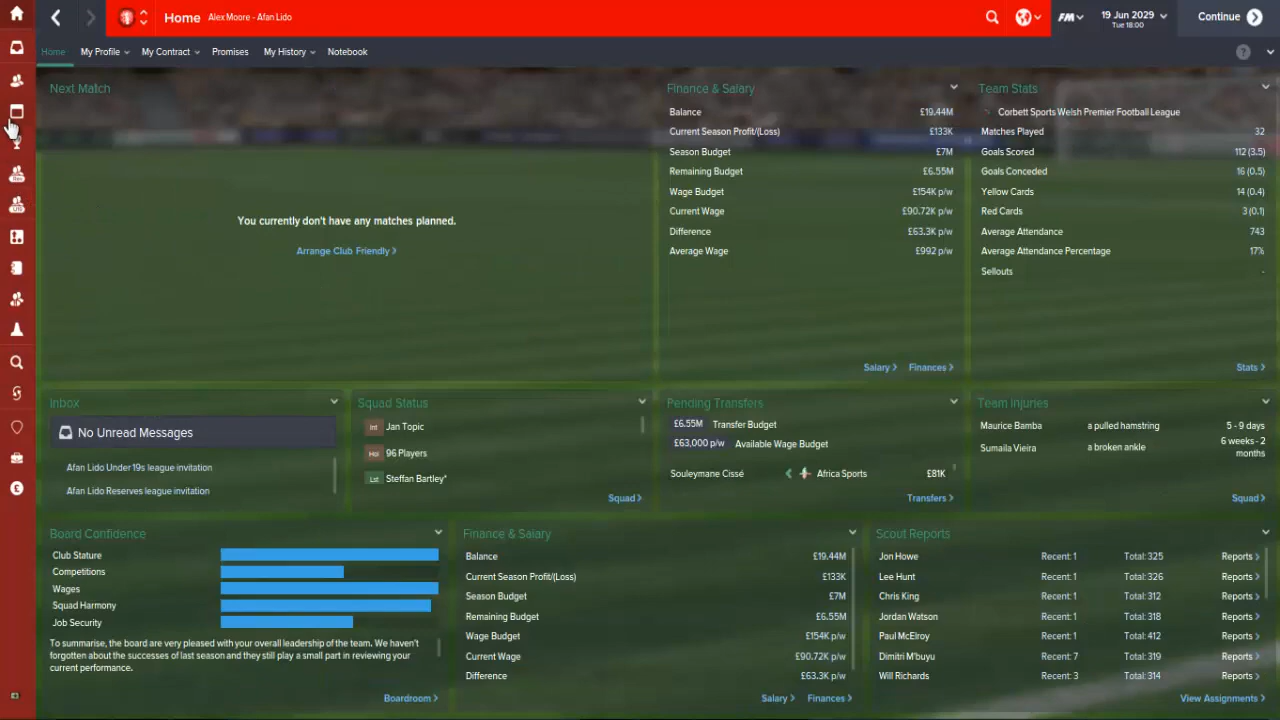 Home Alex Moore - Afan Lido
FM
19 Jun 2029
Tue 18:00
Continue
Home My Profile My Contract Promises My History Notebook
Next Match
You currently don't have any matches planned.
Arrange Club Friendly
Finance & Salary
Balance £19.44M
Current Season Profit/(Loss) £133K
Season Budget £7M
Remaining Budget £6.55M
Wage Budget £154K p/w
Current Wage £90.72K p/w
Difference £63.3K p/w
Average Wage £992 p/w
Salary Finances
Team Stats
Corbett Sports Welsh Premier Football League
Matches Played 32
Goals Scored 112 (3.5)
Goals Conceded 16 (0.5)
Yellow Cards 14 (0.4)
Red Cards 3 (0.1)
Average Attendance 743
Average Attendance Percentage 17%
Sellouts -
Stats
Inbox
No Unread Messages
Afan Lido Under 19s league invitation
Afan Lido Reserves league invitation
Squad Status
Int Jan Topic
Hol 96 Players
Lst Steffan Bartley*
Squad
Pending Transfers
£6.55M Transfer Budget
£63,000 p/w Available Wage Budget
Souleymane Cissé Africa Sports £81K
Transfers
Team Injuries
Maurice Bamba a pulled hamstring 5 - 9 days
Sumaila Vieira a broken ankle 6 weeks - 2
months
Squad
Board Confidence
Club Stature
Competitions
Wages
Squad Harmony
Job Security
To summarise, the board are very pleased with your overall leadership of the team. We haven't
forgotten about the successes of last season and they still play a small part in reviewing your
current performance.
Boardroom
Finance & Salary
Balance £19.44M
Current Season Profit/(Loss) £133K
Season Budget £7M
Remaining Budget £6.55M
Wage Budget £154K p/w
Current Wage £90.72K p/w
Difference £63.3K p/w
Salary Finances
Scout Reports
Jon Howe Recent: 1 Total: 325 Reports
Lee Hunt Recent: 1 Total: 326 Reports
Chris King Recent: 1 Total: 312 Reports
Jordan Watson Recent: 1 Total: 318 Reports
Paul McElroy Recent: 1 Total: 412 Reports
Dimitri M'buyu Recent: 7 Total: 319 Reports
Will Richards Recent: 3 Total: 314 Reports
View Assignments